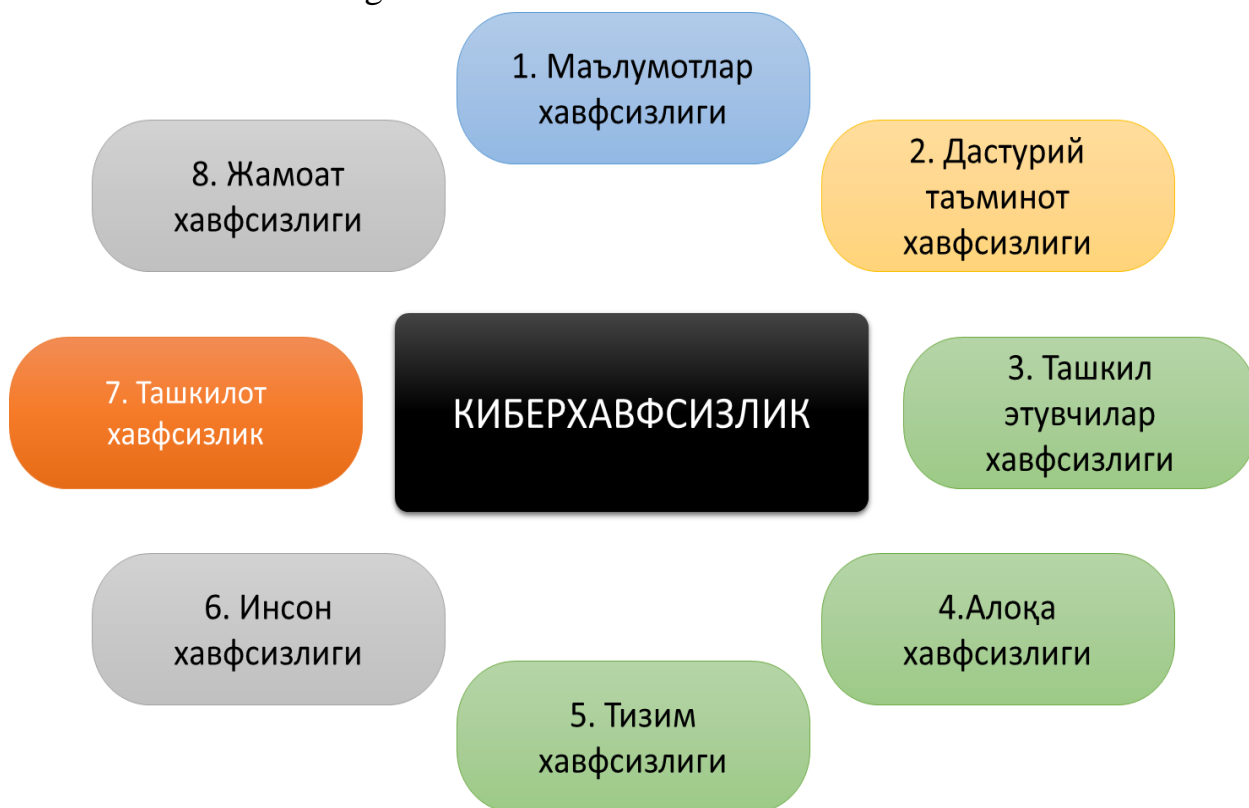 g
1. Маълумотлар
хавфсизлиги
2. Дастурий
таъминот
хавфсизлиги
3. Ташкил
этувчилар
хавфсизлиги
4.Алоқа
хавфсизлиги
5. Тизим
хавфсизлиги
6. Инсон
хавфсизлиги
7. Ташкилот
хавфсизлик
8. Жамоат
хавфсизлиги
КИБЕРХАВФСИЗЛИК